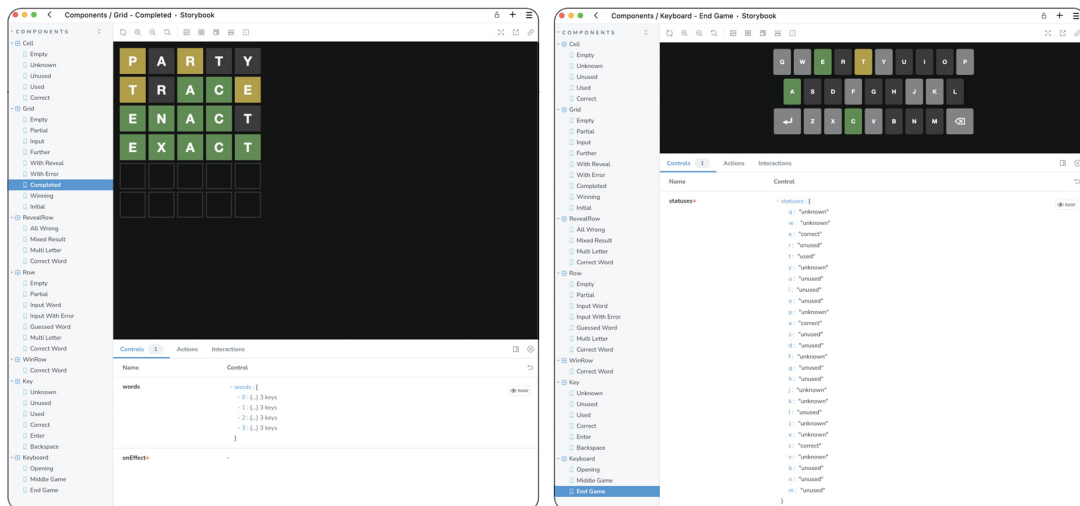 Components / Grid - Completed · Storybook
COMPONENTS
Cell
Empty
Unknown
Unused
Used
Correct
Grid
Empty
Partial
Input
Further
With Reveal
With Error
Completed
Winning
Initial
RevealRow
All Wrong
Mixed Result
Multi Letter
Correct Word
Row
Empty
Partial
Input Word
Input With Error
Guessed Word
Multi Letter
Correct Word
WinRow
Correct Word
Key
Unknown
Unused
Used
Correct
Enter
Backspace
Keyboard
Opening
Middle Game
End Game
P A R T Y
T R A C E
E N A C T
E X A C T
Controls 1 Actions Interactions
Name Control
words - words : [
RAW
0 : {...} 3 keys
1 : {...} 3 keys
2 : {...} 3 keys
3 : {...} 3 keys
]
onEffect* -
Components / Keyboard - End Game · Storybook
COMPONENTS
Cell
Empty
Unknown
Unused
Used
Correct
Grid
Empty
Partial
Input
Further
With Reveal
With Error
Completed
Winning
Initial
RevealRow
All Wrong
Mixed Result
Multi Letter
Correct Word
Row
Empty
Partial
Input Word
Input With Error
Guessed Word
Multi Letter
Correct Word
WinRow
Correct Word
Key
Unknown
Unused
Used
Correct
Enter
Backspace
Keyboard
Opening
Middle Game
End Game
Q W E R T Y U I O P
A S D F G H J K L
Z X C V B N M
Controls 1 Actions Interactions
Name Control
statuses* - statuses : {
RAW
q : "unknown"
w : "unknown"
e : "correct"
r : "unused"
t : "used"
y : "unknown"
u : "unused"
i : "unused"
o : "unused"
p : "unknown"
a : "correct"
s : "unused"
d : "unused"
f : "unknown"
g : "unused"
h : "unused"
j : "unknown"
k : "unknown"
l : "unused"
z : "unknown"
x : "unknown"
c : "correct"
v : "unknown"
b : "unused"
n : "unused"
m : "unused"
}